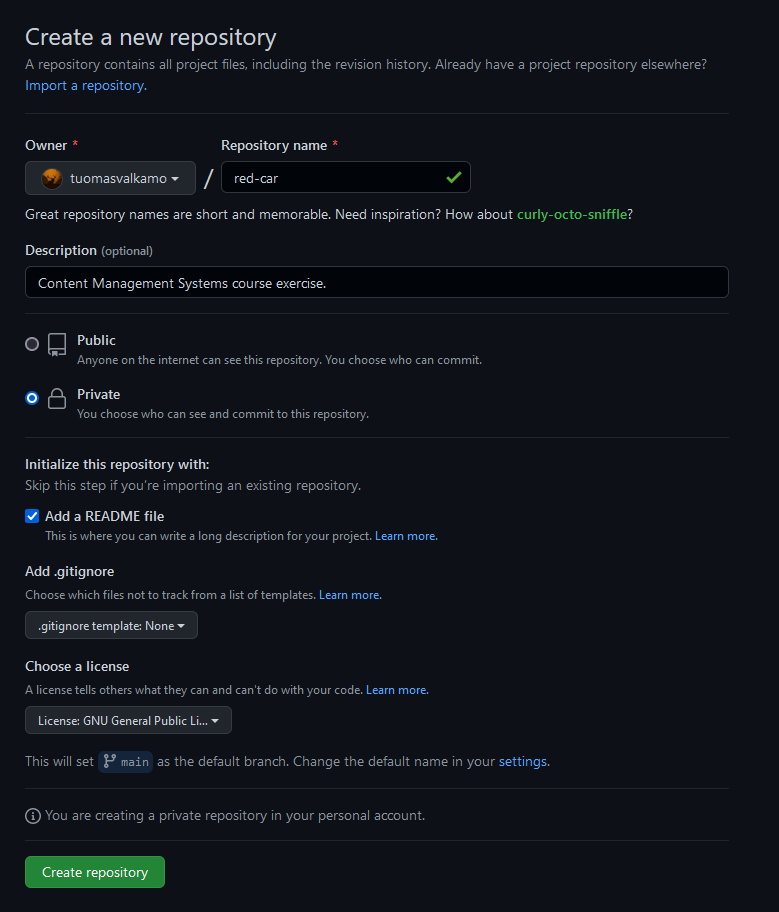 Create a new repository
A repository contains all project files, including the revision history. Already have a project repository elsewhere?
Import a repository.
Owner * Repository name *
tuomasvalkamo / red-car
Great repository names are short and memorable. Need inspiration? How about curly-octo-sniffle?
Description (optional)
Content Management Systems course exercise.
Public
Anyone on the internet can see this repository. You choose who can commit.
Private
You choose who can see and commit to this repository.
Initialize this repository with:
Skip this step if you're importing an existing repository.
Add a README file
This is where you can write a long description for your project. Learn more.
Add .gitignore
Choose which files not to track from a list of templates. Learn more.
.gitignore template: None
Choose a license
A license tells others what they can and can't do with your code. Learn more.
License: GNU General Public Li...
This will set main as the default branch. Change the default name in your settings.
You are creating a private repository in your personal account.
Create repository